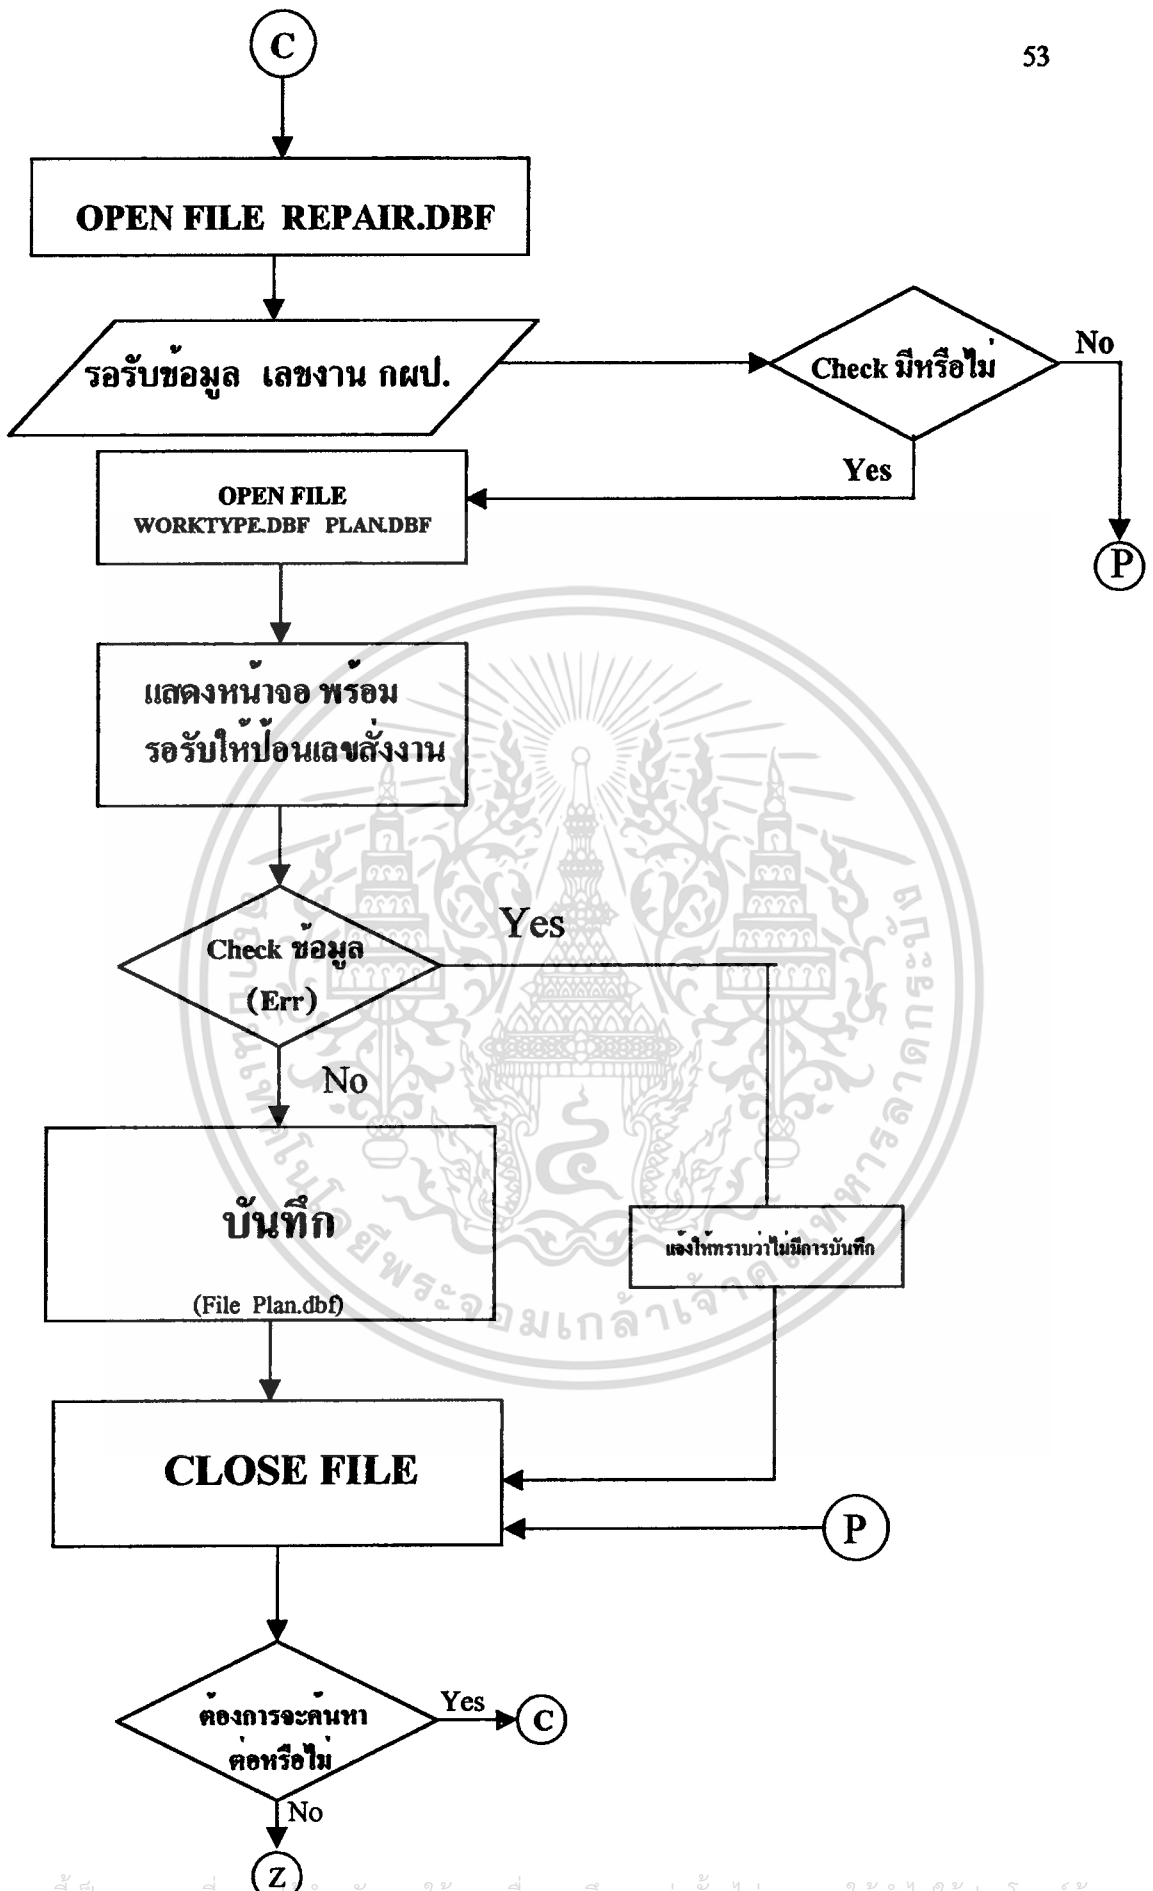 C
53
OPEN FILE REPAIR.DBF
รอรับข้อมูล เลขงาน กผป.
Check มีหรือไม่
No
Yes
OPEN FILE
WORKTYPE.DBF PLAN.DBF
P
แสดงหน้าจอ พร้อม
รอรับให้ป้อนเลขสั่งงาน
Check ข้อมูล
(Err)
Yes
No
บันทึก
(File Plan.dbf)
แจ้งให้ทราบว่าไม่มีการบันทึก
CLOSE FILE
P
ต้องการจะค้นหา
ต่อหรือไม่
Yes
C
No
Z